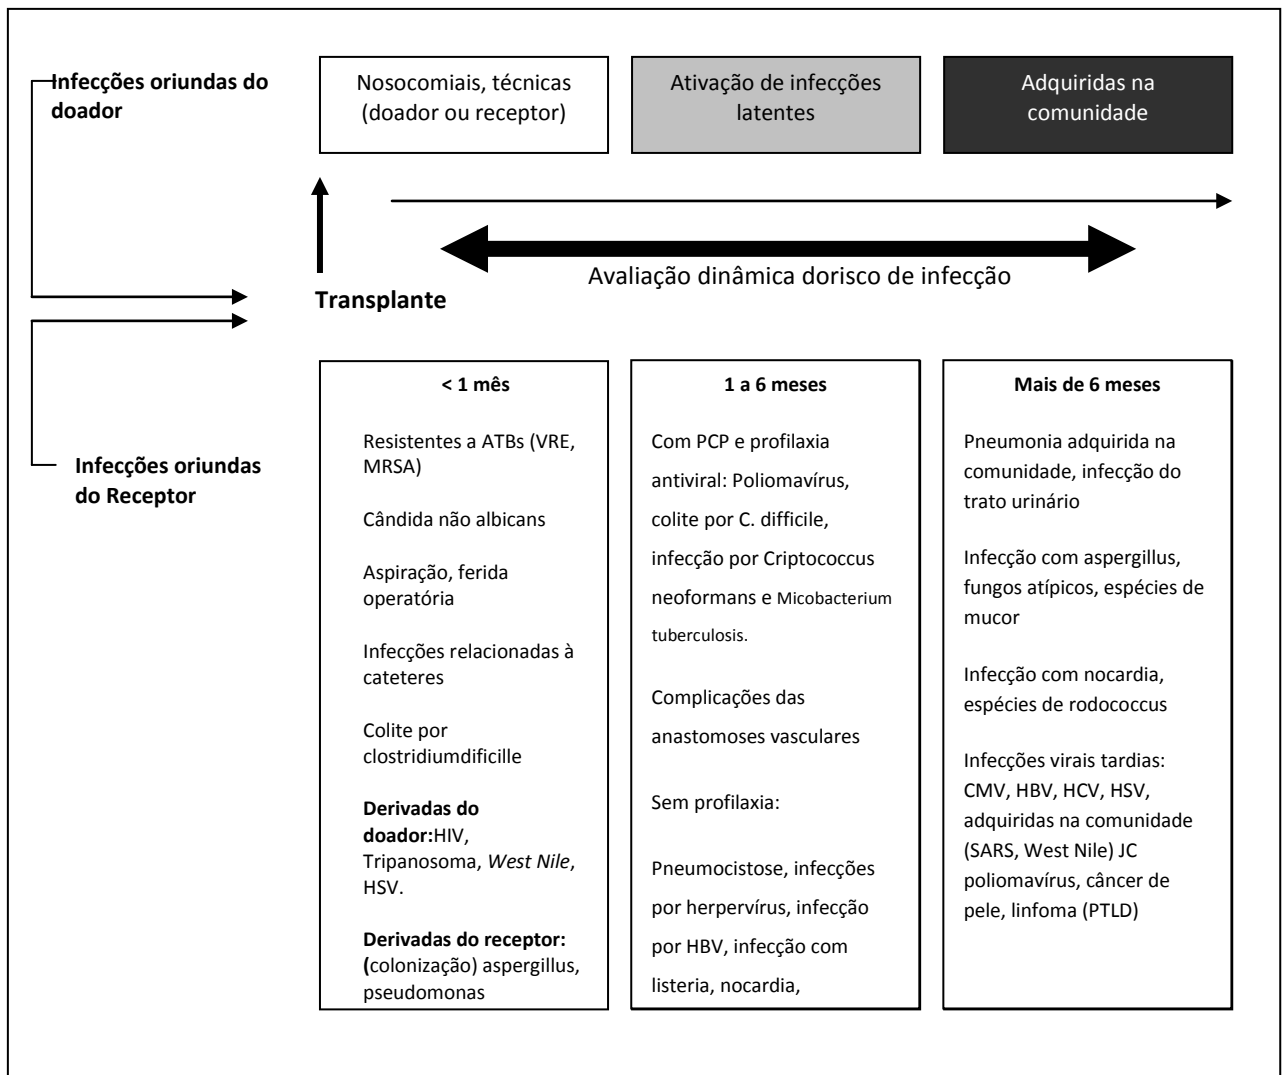 Infecções oriundas do
doador
Nosocomiais, técnicas
(doador ou receptor)
Ativação de infecções
latentes
Adquiridas na
comunidade
Avaliação dinâmica dorisco de infecção
Transplante
Infecções oriundas
do Receptor
< 1 mês
Resistentes a ATBs (VRE,
MRSA)
Cândida não albicans
Aspiração, ferida
operatória
Infecções relacionadas à
cateteres
Colite por
clostridiumdificille
Derivadas do
doador:HIV,
Tripanosoma, West Nile,
HSV.
Derivadas do receptor:
(colonização) aspergillus,
pseudomonas
1 a 6 meses
Com PCP e profilaxia
antiviral: Poliomavírus,
colite por C. difficile,
infecção por Criptococcus
neoformans e Micobacterium
tuberculosis.
Complicações das
anastomoses vasculares
Sem profilaxia:
Pneumocistose, infecções
por herpervírus, infecção
por HBV, infecção com
listeria, nocardia,
Mais de 6 meses
Pneumonia adquirida na
comunidade, infecção do
trato urinário
Infecção com aspergillus,
fungos atípicos, espécies de
mucor
Infecção com nocardia,
espécies de rodococcus
Infecções virais tardias:
CMV, HBV, HCV, HSV,
adquiridas na comunidade
(SARS, West Nile) JC
poliomavírus, câncer de
pele, linfoma (PTLD)